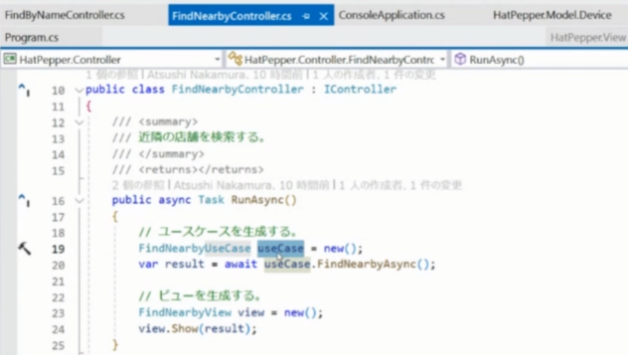 FindByNameController.cs
FindNearbyController.cs
ConsoleApplication.cs
HatPepper.Model.Device
Program.cs
HatPepper.View
HatPepper.Controller
HatPepper.Controller.FindNearbyContrc
RunAsync()
1 個の参照 | Atsushi Nakamura、10 時間前 | 1 人の作成者、1 件の変更
10 public class FindNearbyController : IController
11 {
12 /// <summary>
13 /// 近隣の店舗を検索する。
14 /// </summary>
15 /// <returns></returns>
2 個の参照 | Atsushi Nakamura、10 時間前 | 1 人の作成者、1 件の変更
16 public async Task RunAsync()
17 {
18 // ユースケースを生成する。
19 FindNearbyUseCase useCase = new();
20 var result = await useCase.FindNearbyAsync();
21
22 // ビューを生成する。
23 FindNearbyView view = new();
24 view.Show(result);
25 }